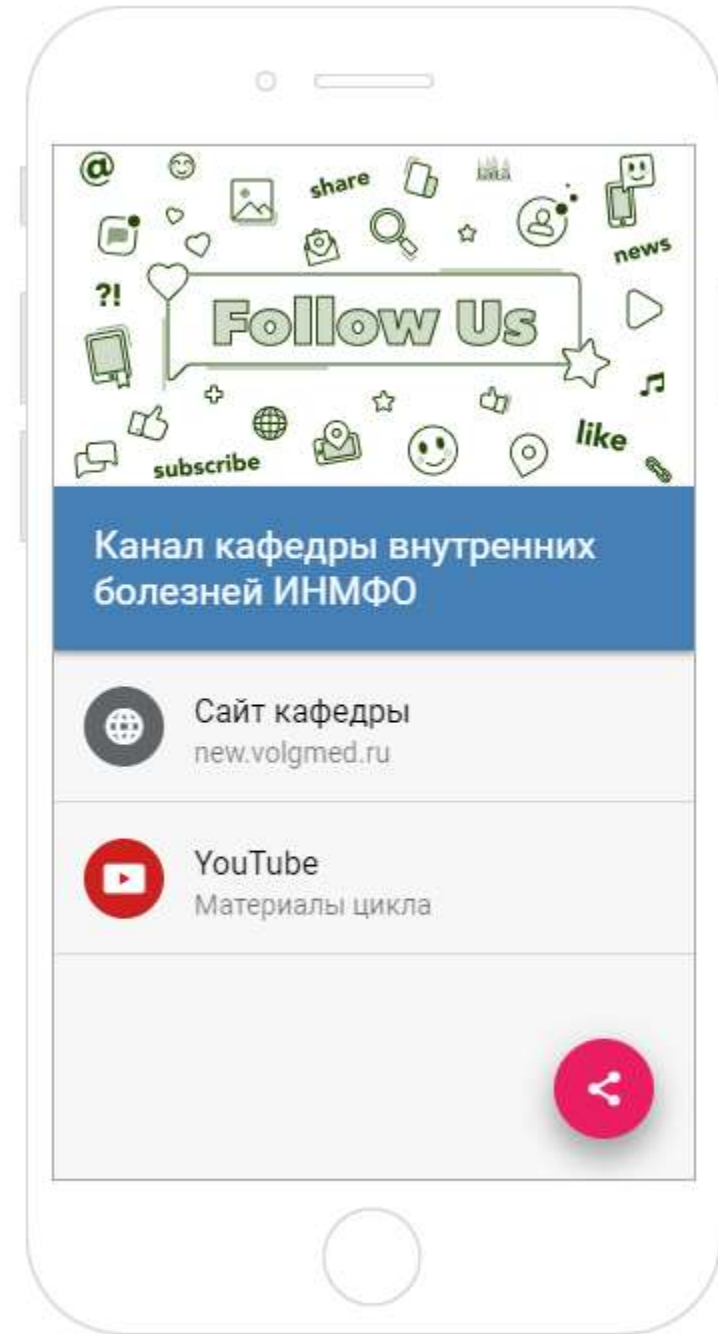 @
share
news
?!
Follow Us
like
subscribe
Канал кафедры внутренних
болезней ИНМФО
Сайт кафедры
new.volgmed.ru
YouTube
Материалы цикла